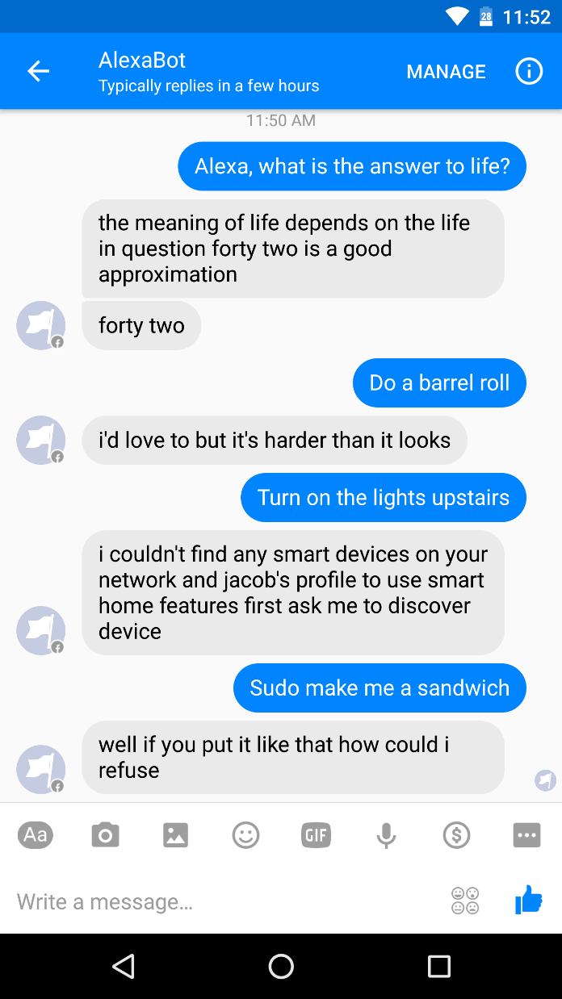 28 11:52
AlexaBot
Typically replies in a few hours
MANAGE
11:50 AM
Alexa, what is the answer to life?
the meaning of life depends on the life
in question forty two is a good
approximation
forty two
Do a barrel roll
i'd love to but it's harder than it looks
Turn on the lights upstairs
i couldn't find any smart devices on your
network and jacob's profile to use smart
home features first ask me to discover
device
Sudo make me a sandwich
well if you put it like that how could i
refuse
Aa GIF $
Write a message...